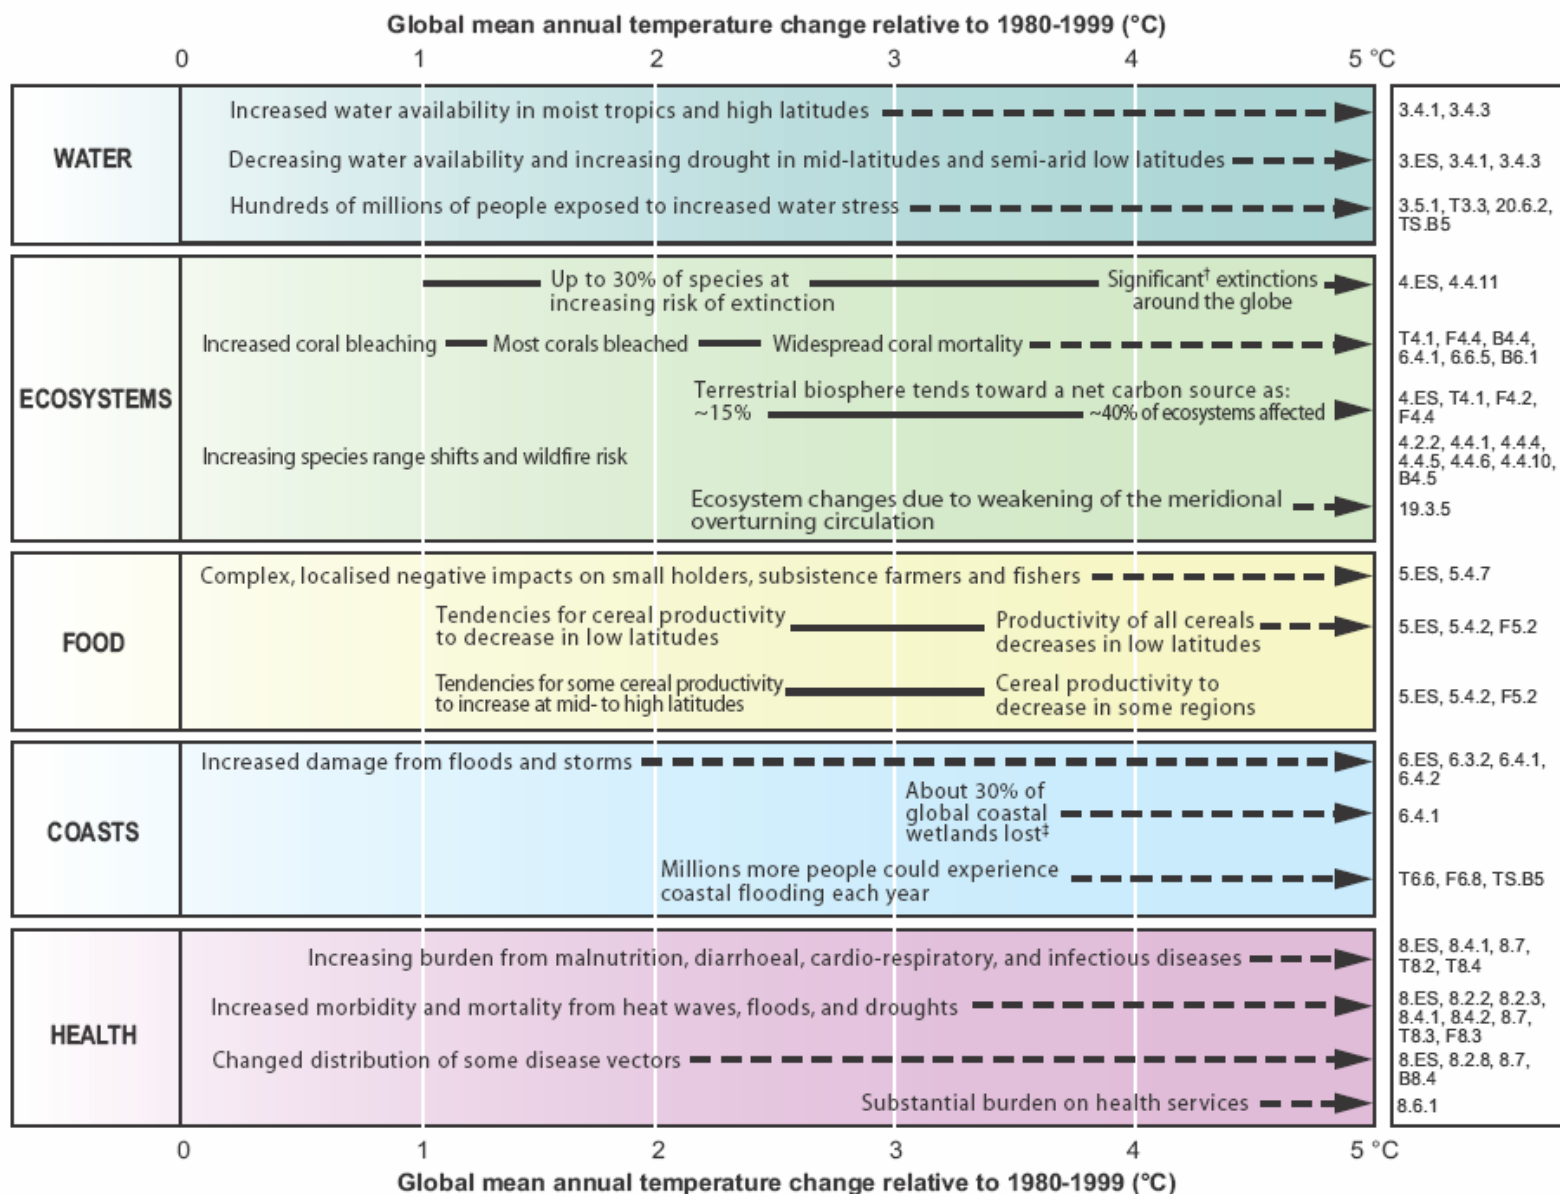 Global mean annual temperature change relative to 1980-1999 (°C)
0 1 2 3 4 5 °C
WATER
Increased water availability in moist tropics and high latitudes
3.4.1, 3.4.3
Decreasing water availability and increasing drought in mid-latitudes and semi-arid low latitudes
3.ES, 3.4.1, 3.4.3
Hundreds of millions of people exposed to increased water stress
3.5.1, T3.3, 20.6.2,
TS.B5
ECOSYSTEMS
Up to 30% of species at
increasing risk of extinction
Significant† extinctions
around the globe
4.ES, 4.4.11
Increased coral bleaching
Most corals bleached
Widespread coral mortality
T4.1, F4.4, B4.4,
6.4.1, 6.6.5, B6.1
Terrestrial biosphere tends toward a net carbon source as:
~15%
~40% of ecosystems affected
4.ES, T4.1, F4.2,
F4.4
Increasing species range shifts and wildfire risk
4.2.2, 4.4.1, 4.4.4,
4.4.5, 4.4.6, 4.4.10,
B4.5
Ecosystem changes due to weakening of the meridional
overturning circulation
19.3.5
FOOD
Complex, localised negative impacts on small holders, subsistence farmers and fishers
5.ES, 5.4.7
Tendencies for cereal productivity
to decrease in low latitudes
Productivity of all cereals
decreases in low latitudes
5.ES, 5.4.2, F5.2
Tendencies for some cereal productivity
to increase at mid- to high latitudes
Cereal productivity to
decrease in some regions
5.ES, 5.4.2, F5.2
COASTS
Increased damage from floods and storms
6.ES, 6.3.2, 6.4.1,
6.4.2
About 30% of
global coastal
wetlands lost‡
6.4.1
Millions more people could experience
coastal flooding each year
T6.6, F6.8, TS.B5
HEALTH
Increasing burden from malnutrition, diarrhoeal, cardio-respiratory, and infectious diseases
8.ES, 8.4.1, 8.7,
T8.2, T8.4
Increased morbidity and mortality from heat waves, floods, and droughts
8.ES, 8.2.2, 8.2.3,
8.4.1, 8.4.2, 8.7,
T8.3, F8.3
Changed distribution of some disease vectors
8.ES, 8.2.8, 8.7,
B8.4
Substantial burden on health services
8.6.1
0 1 2 3 4 5 °C
Global mean annual temperature change relative to 1980-1999 (°C)